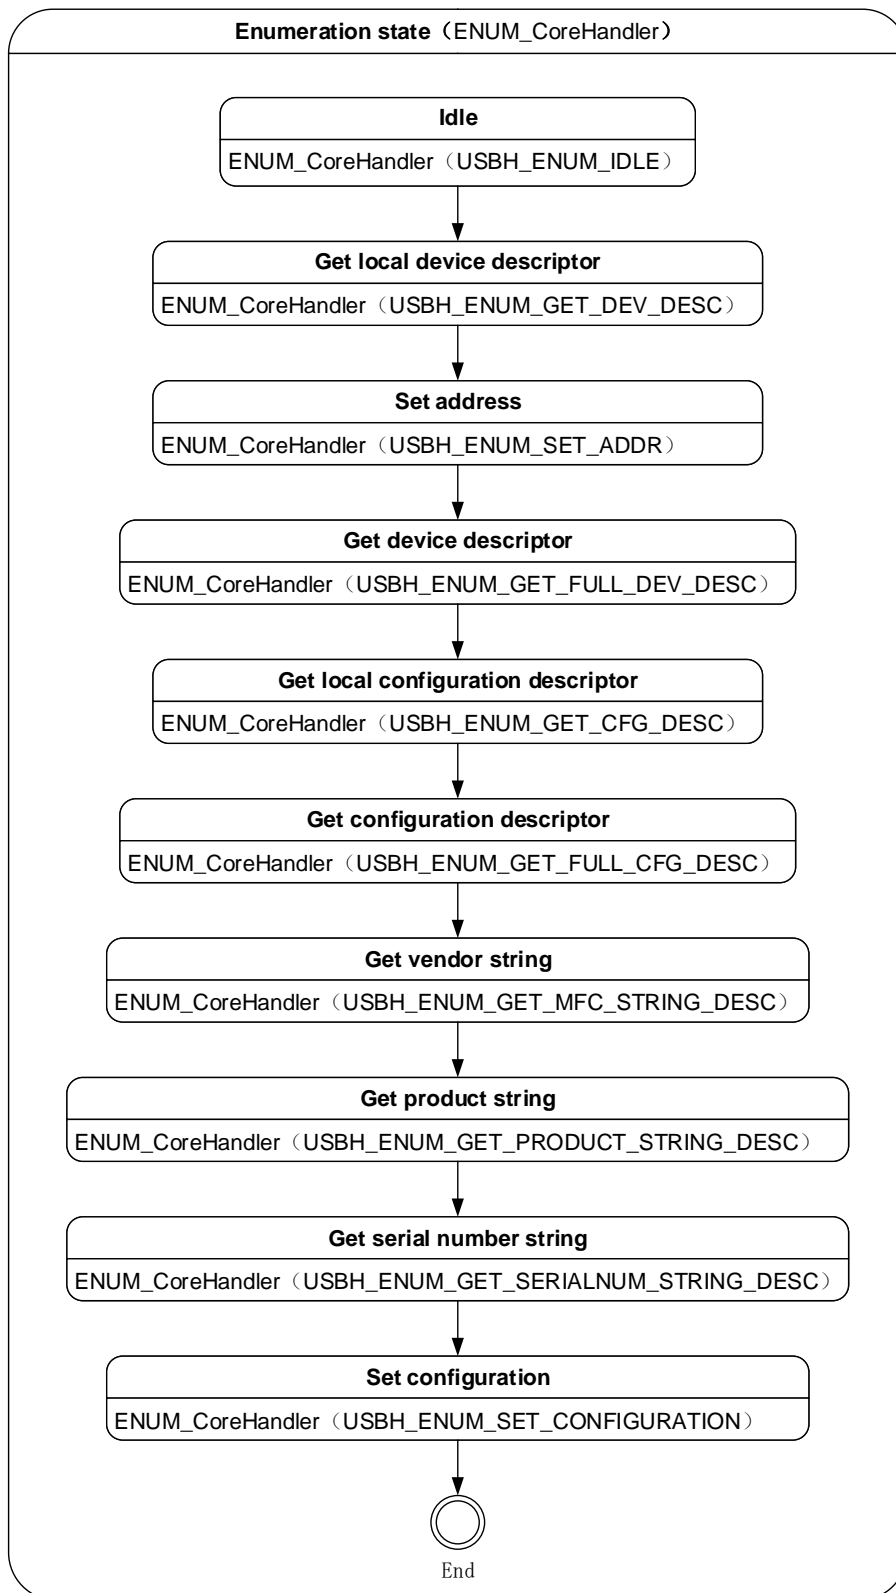 Enumeration state（ENUM_CoreHandler）
Idle
ENUM_CoreHandler（USBH_ENUM_IDLE）
Get local device descriptor
ENUM_CoreHandler（USBH_ENUM_GET_DEV_DESC）
Set address
ENUM_CoreHandler（USBH_ENUM_SET_ADDR）
Get device descriptor
ENUM_CoreHandler（USBH_ENUM_GET_FULL_DEV_DESC）
Get local configuration descriptor
ENUM_CoreHandler（USBH_ENUM_GET_CFG_DESC）
Get configuration descriptor
ENUM_CoreHandler（USBH_ENUM_GET_FULL_CFG_DESC）
Get vendor string
ENUM_CoreHandler（USBH_ENUM_GET_MFC_STRING_DESC）
Get product string
ENUM_CoreHandler（USBH_ENUM_GET_PRODUCT_STRING_DESC）
Get serial number string
ENUM_CoreHandler（USBH_ENUM_GET_SERIALNUM_STRING_DESC）
Set configuration
ENUM_CoreHandler（USBH_ENUM_SET_CONFIGURATION）
End